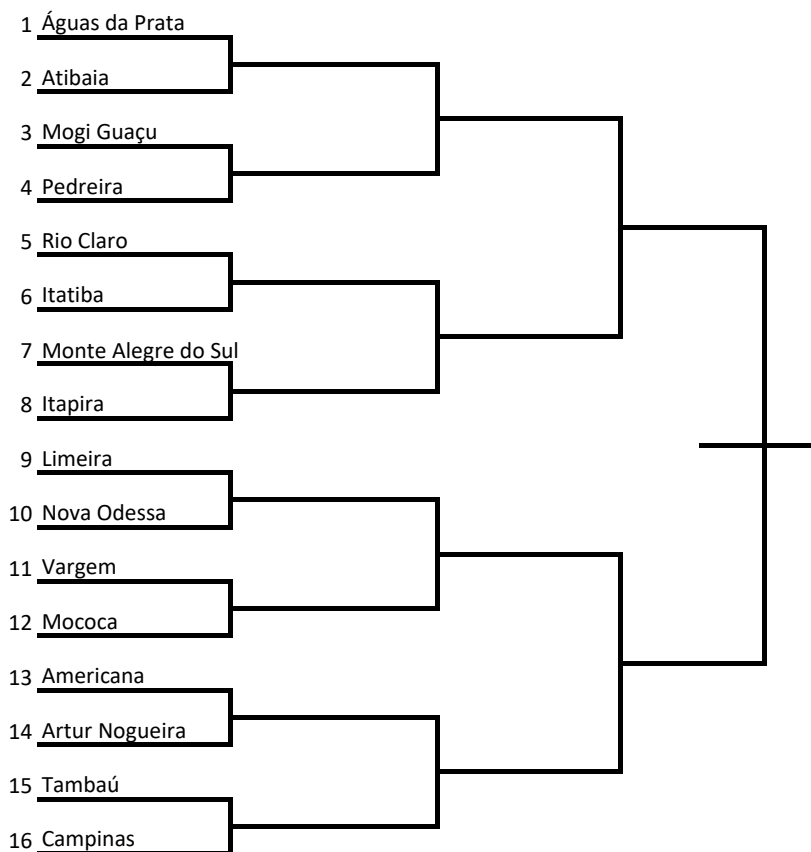 1 Águas da Prata
2 Atibaia
3 Mogi Guaçu
4 Pedreira
5 Rio Claro
6 Itatiba
7 Monte Alegre do Sul
8 Itapira
9 Limeira
10 Nova Odessa
11 Vargem
12 Mococa
13 Americana
14 Artur Nogueira
15 Tambaú
16 Campinas